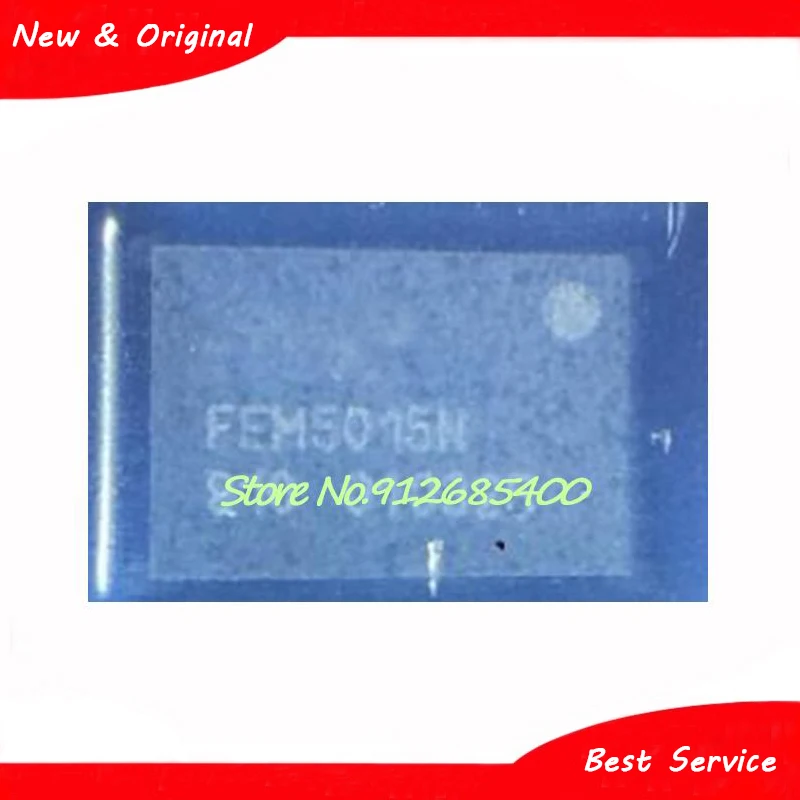 New & Original
FEM5015N
Store No.912685400
Best Service